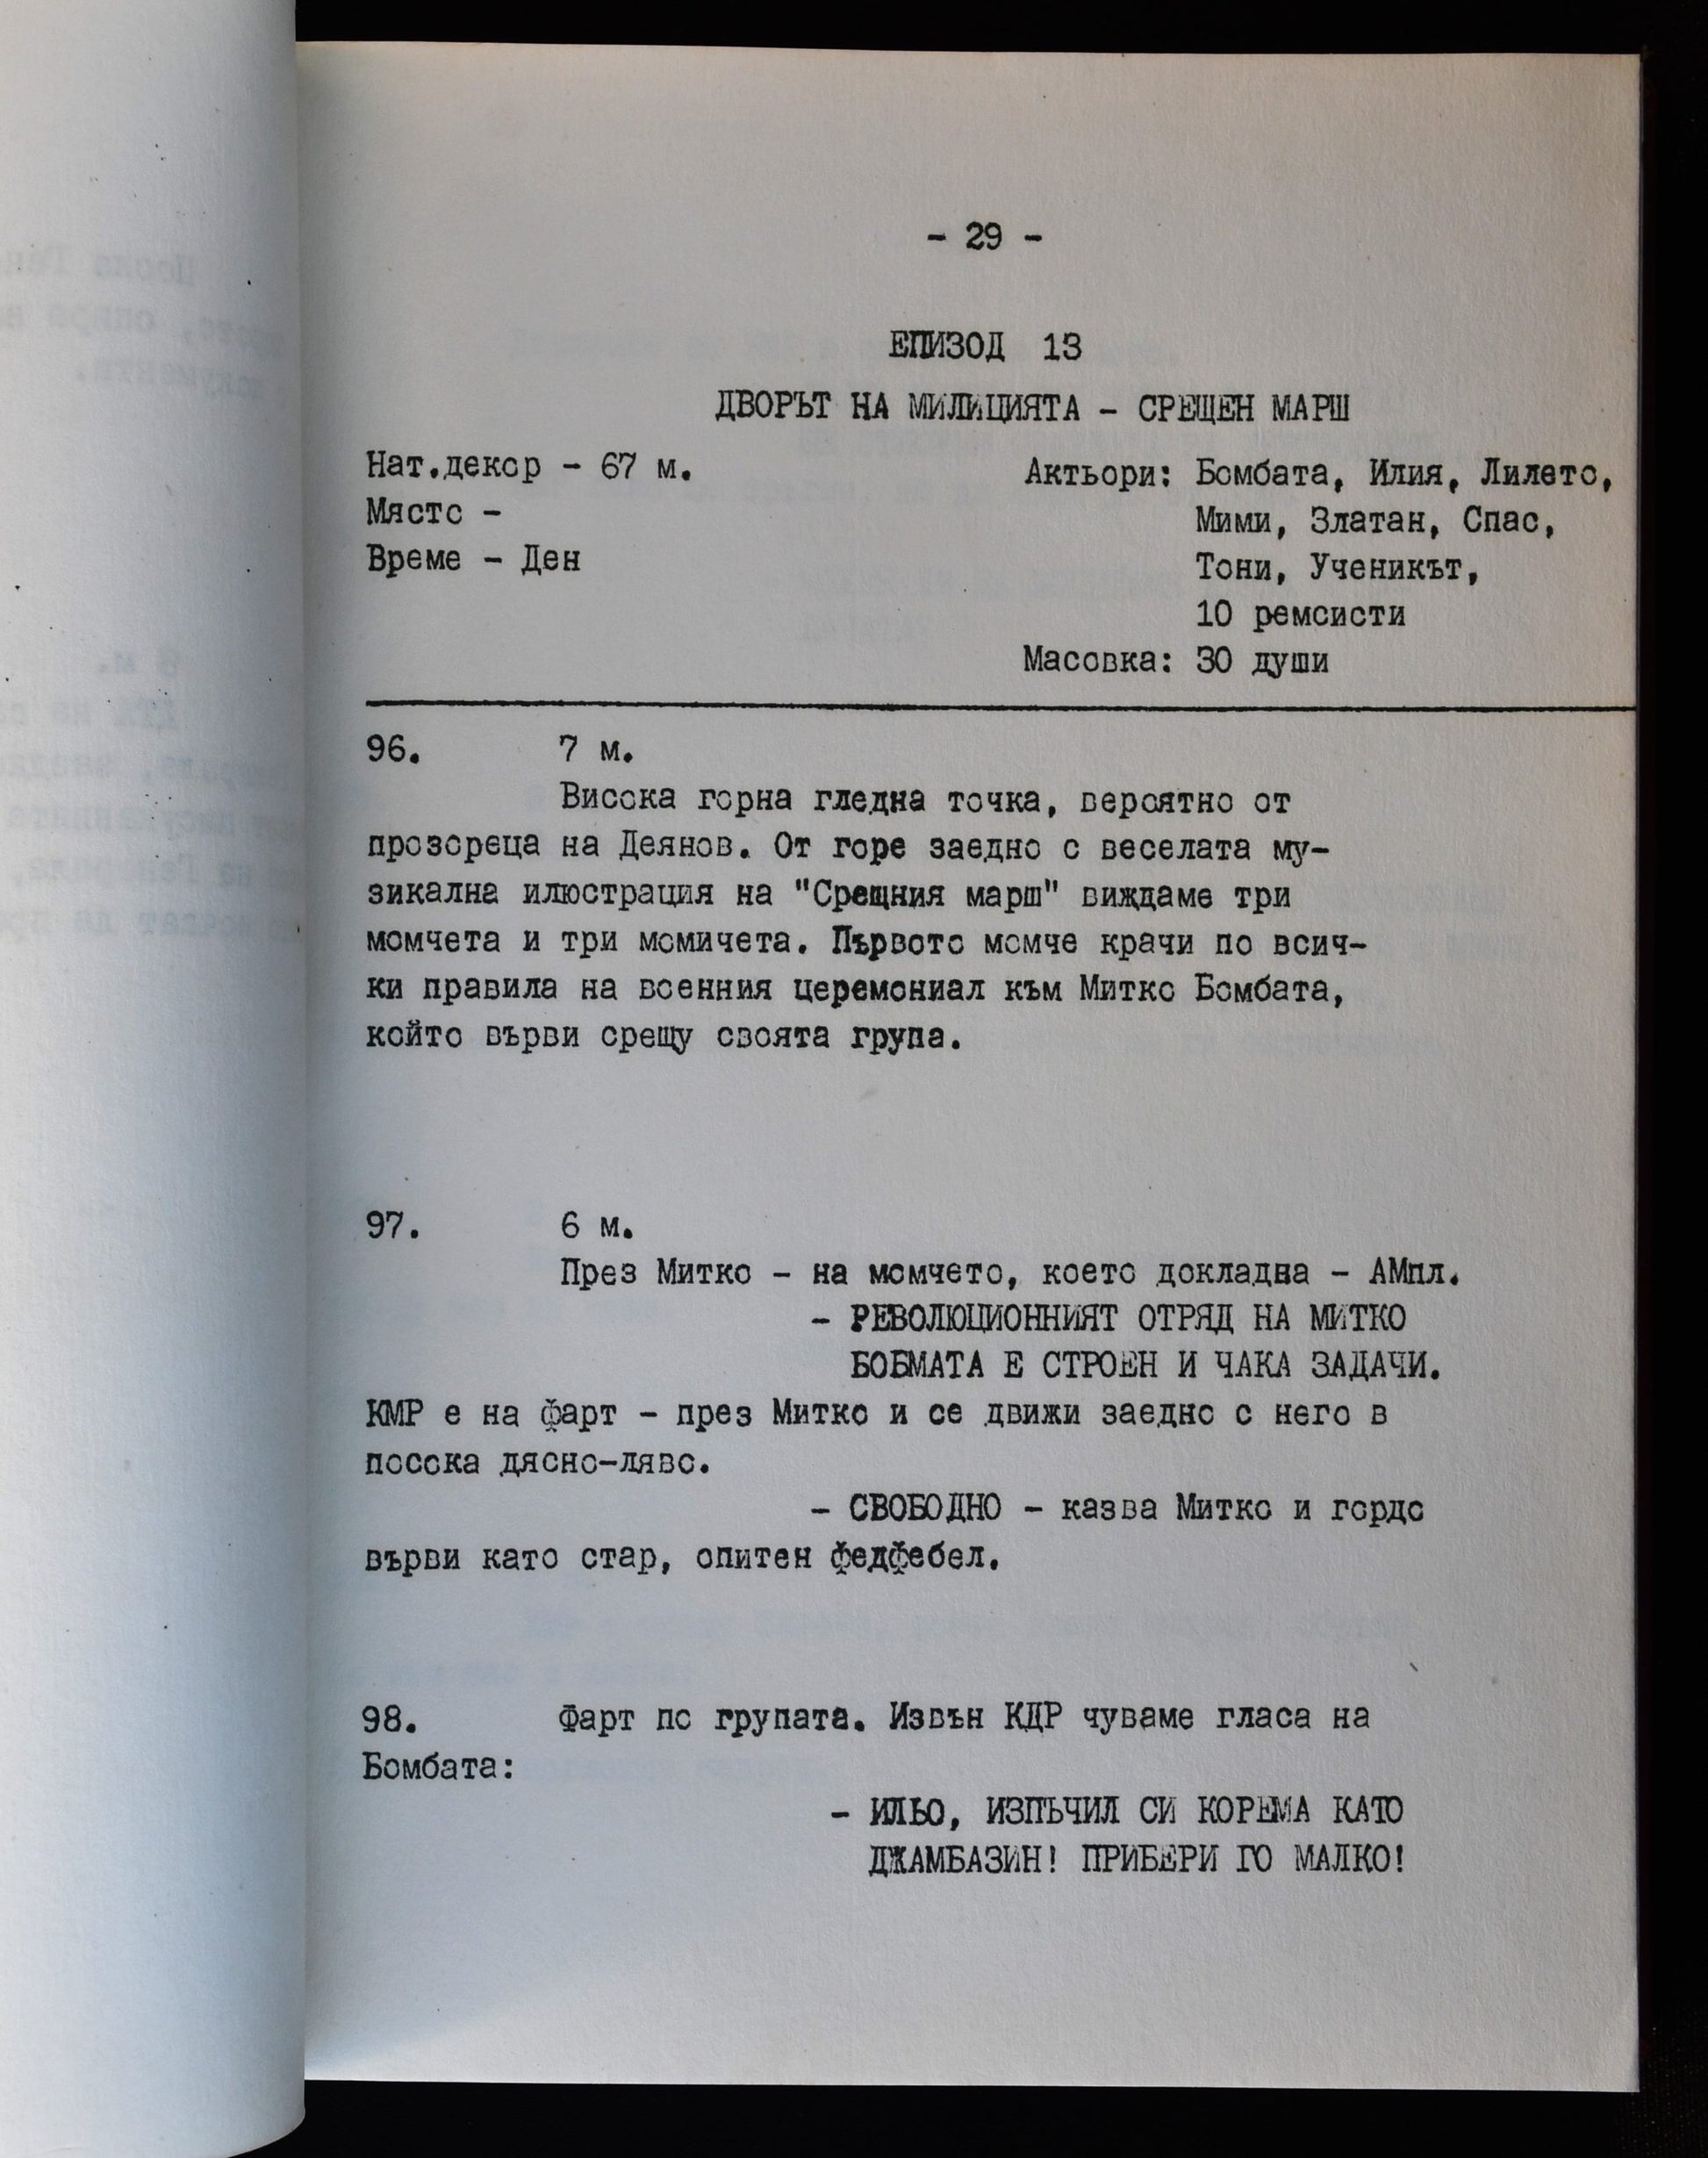 - 29 -
ЕПИЗОД 13
ДВОРЪТ НА МИЛИЦИЯТА - СРЕЩЕН МАРШ
Нат.декор - 67 м.
Място -
Време - Ден
Актьори: Бомбата, Илия, Лилето,
Мими, Златан, Спас,
Тони, Ученикът,
10 ремсисти
Масовка: 30 души
96. 7 м.
Висока горна гледна точка, вероятно от
прозореца на Деянов. От горе заедно с веселата му-
зикална илюстрация на "Срещния марш" виждаме три
момчета и три момичета. Първото момче крачи по всич-
ки правила на военния церемониал към Митко Бомбата,
който върви срещу своята група.
97. 6 м.
През Митко - на момчето, което докладва - АМпл.
- РЕВОЛЮЦИОННИЯТ ОТРЯД НА МИТКО
БОБМАТА Е СТРОЕН И ЧАКА ЗАДАЧИ.
КМР е на фарт - през Митко и се движи заедно с него в
посока дясно-ляво.
- СВОБОДНО - казва Митко и гордо
върви като стар, опитен федфебел.
98. Фарт по групата. Извън КДР чуваме гласа на
Бомбата:
- ИЛЬО, ИЗПЪЧИЛ СИ КОРЕМА КАТО
ДЖАМБАЗИН! ПРИБЕРИ ГО МАЛКО!